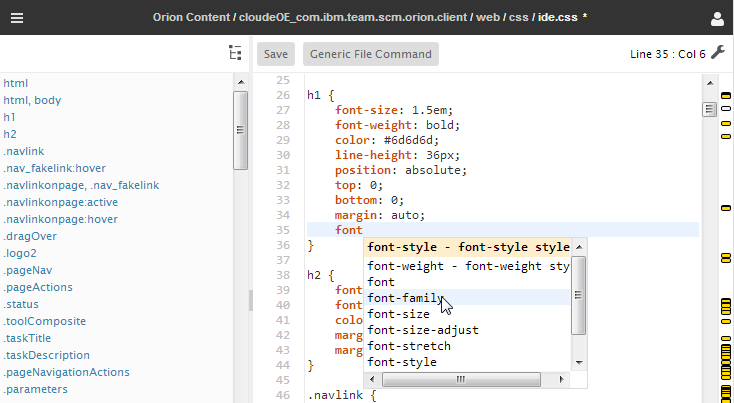 Orion Content / cloudeOE_com.ibm.team.scm.orion.client / web / css / ide.css *
Save
Generic File Command
Line 35 : Col 6
html
html, body
h1
h2
.navlink
.nav_fakelink:hover
.navlinkonpage, .nav_fakelink
.navlinkonpage:active
.navlinkonpage:hover
.dragOver
.logo2
.pageNav
.pageActions
.status
.toolComposite
.taskTitle
.taskDescription
.pageNavigationActions
.parameters
25
26 h1 {
27 font-size: 1.5em;
28 font-weight: bold;
29 color: #6d6d6d;
30 line-height: 36px;
31 position: absolute;
32 top: 0;
33 bottom: 0;
34 margin: auto;
35 font
36 }
37
38 h2 {
39 font
40 font
41 colo
42 marg
43 marg
44 }
45
46 .navlink {
font-style - font-style style
font-weight - font-weight sty
font
font-family
font-size
font-size-adjust
font-stretch
font-style